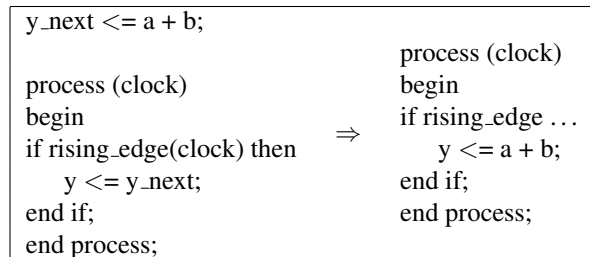 y_next <= a + b;
process (clock)
begin
if rising_edge(clock) then
y <= y_next;
end if;
end process;
⇒
process (clock)
begin
if rising_edge ...
y <= a + b;
end if;
end process;